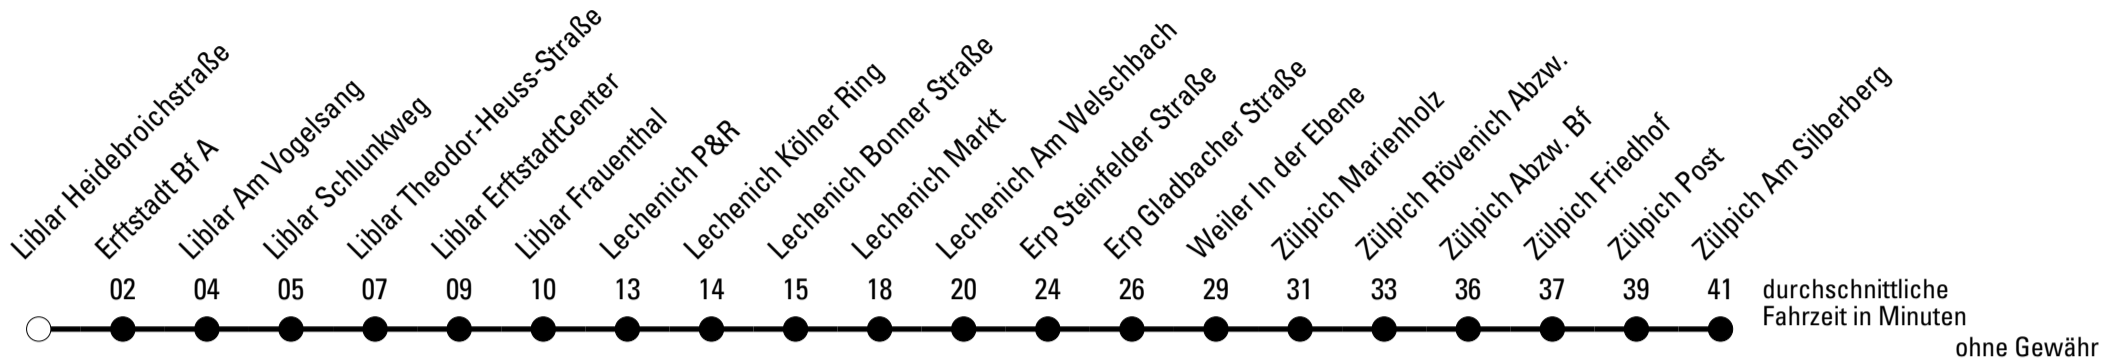 Liblar Heidebroichstraße
Erftstadt Bf A
Liblar Am Vogelsang
Liblar Schlunkweg
Liblar Theodor-Heuss-Straße
Liblar ErftstadtCenter
Liblar Frauenthal
Lechenich P&R
Lechenich Kölner Ring
Lechenich Bonner Straße
Lechenich Markt
Lechenich Am Welschbach
Erp Steinfelder Straße
Erp Gladbacher Straße
Weiler In der Ebene
Zülpich Marienholz
Zülpich Rövenich Abzw.
Zülpich Abzw. Bf
Zülpich Friedhof
Zülpich Post
Zülpich Am Silberberg
02 04 05 07 09 10 13 14 15 18 20 24 26 29 31 33 36 37 39 41
durchschnittliche
Fahrzeit in Minuten
ohne Gewähr